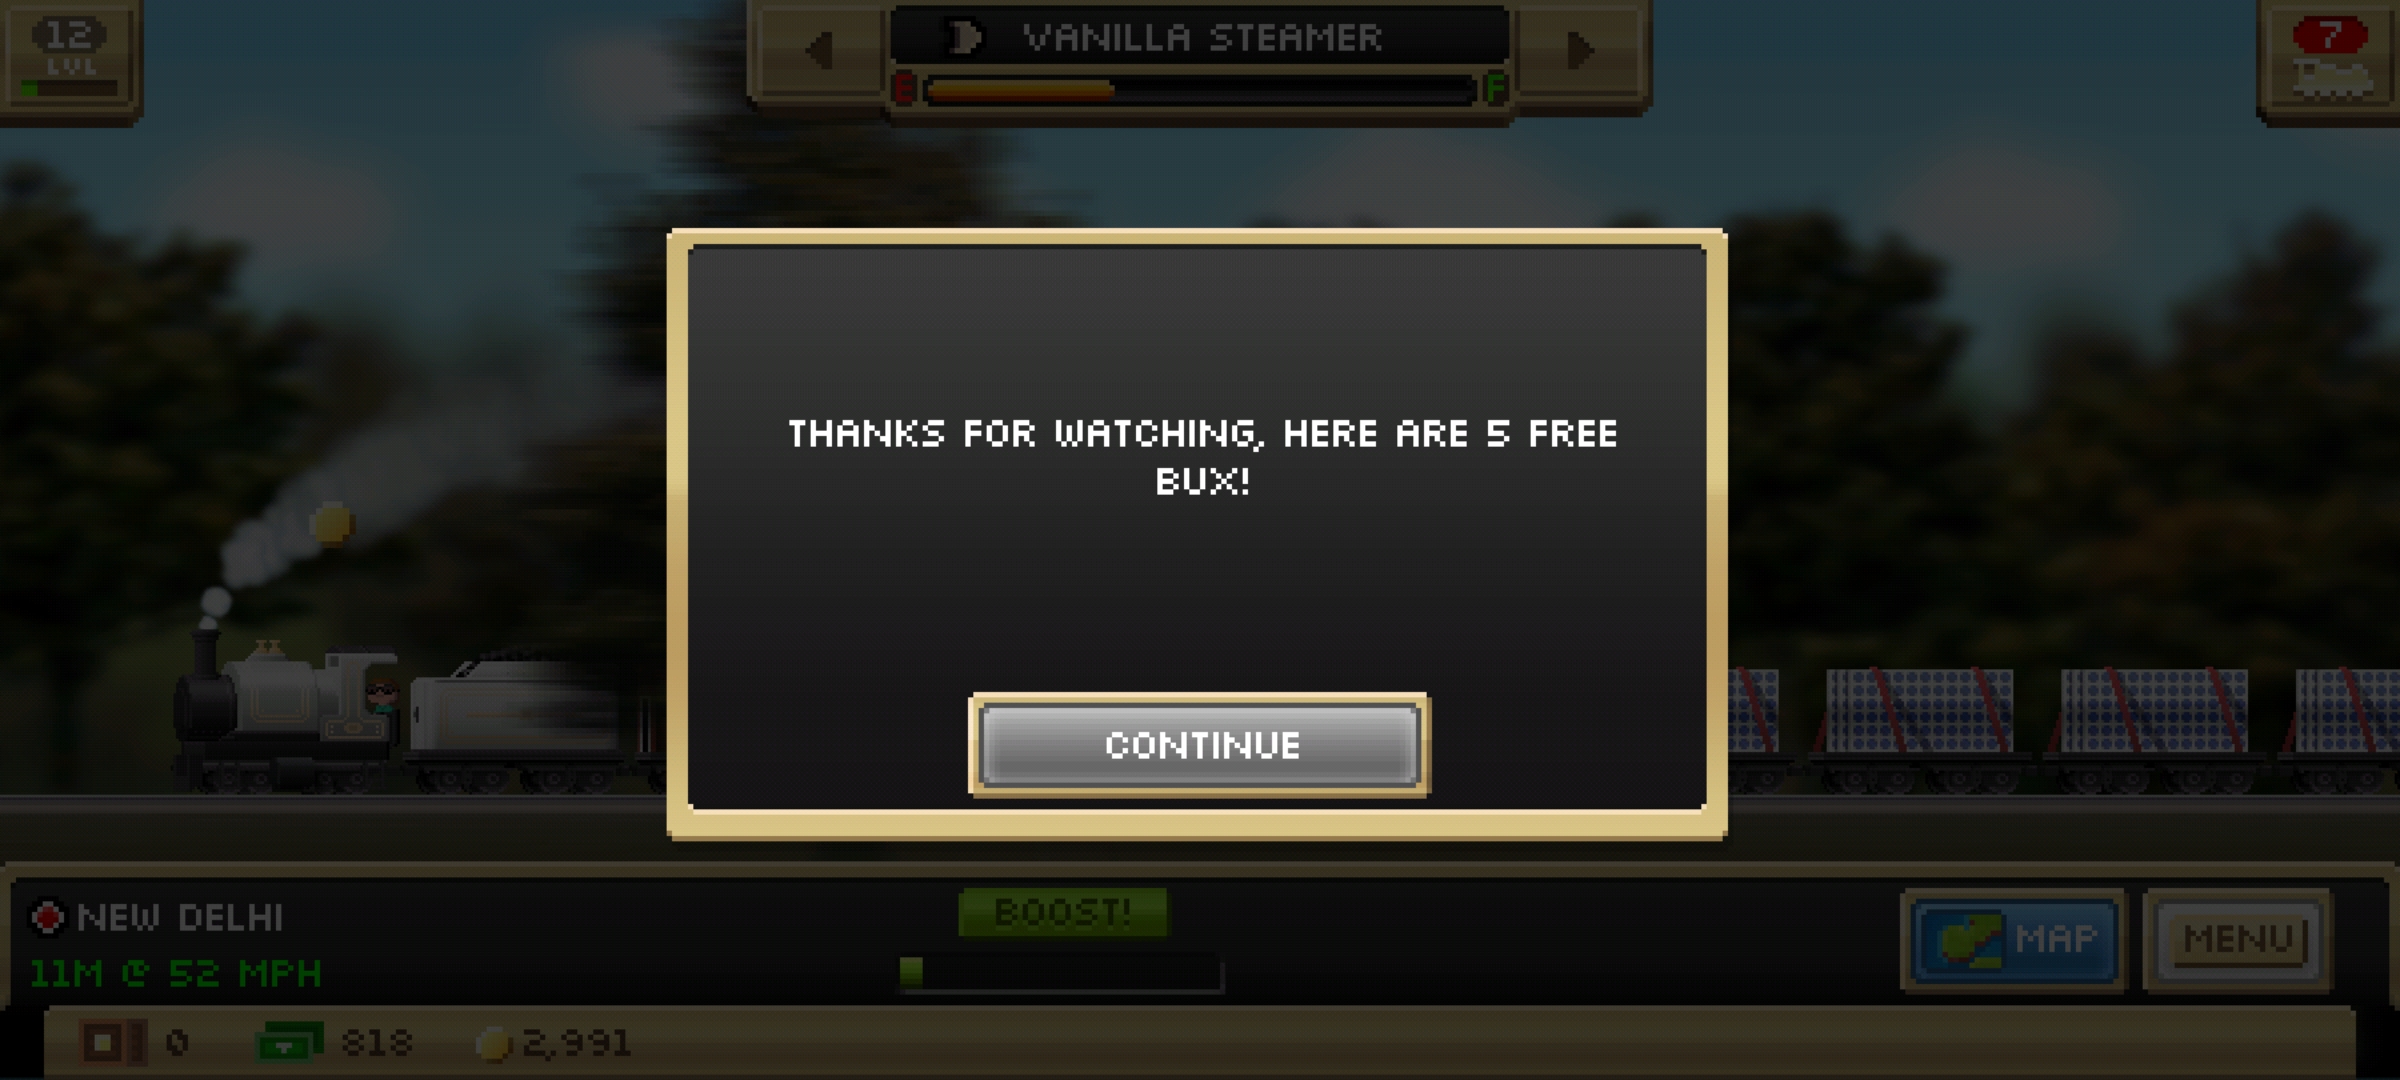 12
LVL
VANILLA STEAMER
E F
7
THANKS FOR WATCHING, HERE ARE 5 FREE
BUX!
CONTINUE
NEW DELHI
11M @ 52 MPH
BOOST!
MAP
MENU
0 818 2,991